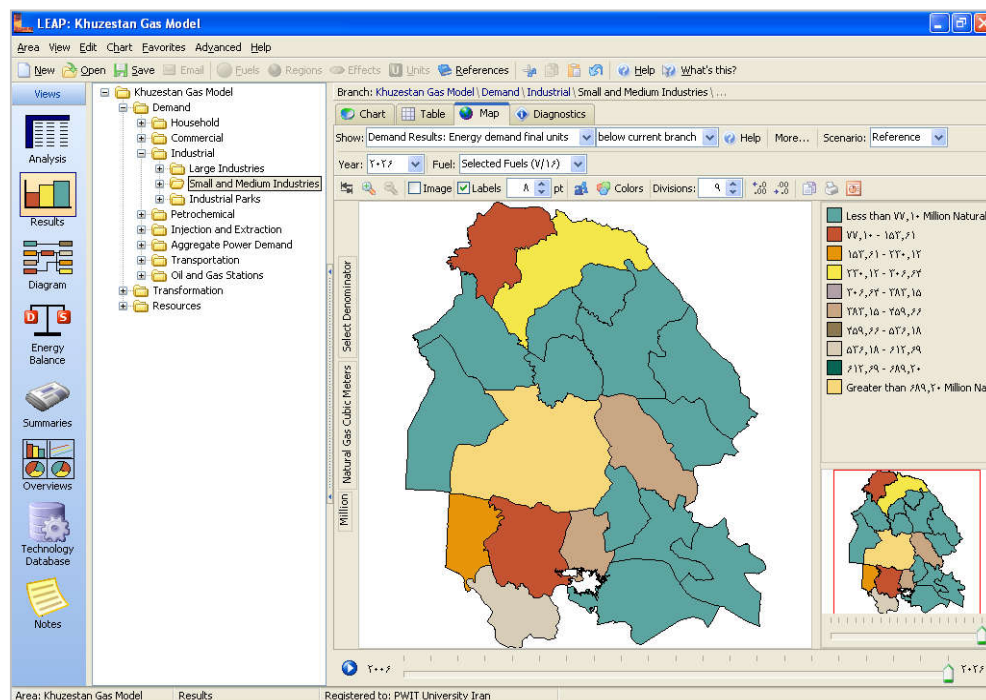 LEAP: Khuzestan Gas Model
Area View Edit Chart Favorites Advanced Help
New Open Save Email Fuels Regions Effects Units References Help What's this?
Views
Analysis
Results
Diagram
Energy Balance
Summaries
Overviews
Technology Database
Notes
Khuzestan Gas Model
Demand
Household
Commercial
Industrial
Large Industries
Small and Medium Industries
Industrial Parks
Petrochemical
Injection and Extraction
Aggregate Power Demand
Transportation
Oil and Gas Stations
Transformation
Resources
Branch: Khuzestan Gas Model \ Demand \ Industrial \ Small and Medium Industries \ ...
Chart Table Map Diagnostics
Show: Demand Results: Energy demand final units below current branch Help More... Scenario: Reference
Year: ۲۰۲۶ Fuel: Selected Fuels (۷/۱۶)
Image Labels ۸ pt Colors Divisions: ۹
Select Denominator
Natural Gas Cubic Meters
Million
Less than ۷۷,۱۰ Million Natural
۷۷,۱۰ - ۱۵۳,۶۱
۱۵۳,۶۱ - ۲۳۰,۱۲
۲۳۰,۱۲ - ۳۰۶,۶۴
۳۰۶,۶۴ - ۳۸۳,۱۵
۳۸۳,۱۵ - ۴۵۹,۶۶
۴۵۹,۶۶ - ۵۳۶,۱۸
۵۳۶,۱۸ - ۶۱۲,۶۹
۶۱۲,۶۹ - ۶۸۹,۲۰
Greater than ۶۸۹,۲۰ Million Na
۲۰۰۶ ۲۰۲۶
Area: Khuzestan Gas Model Results Registered to: PWIT University Iran